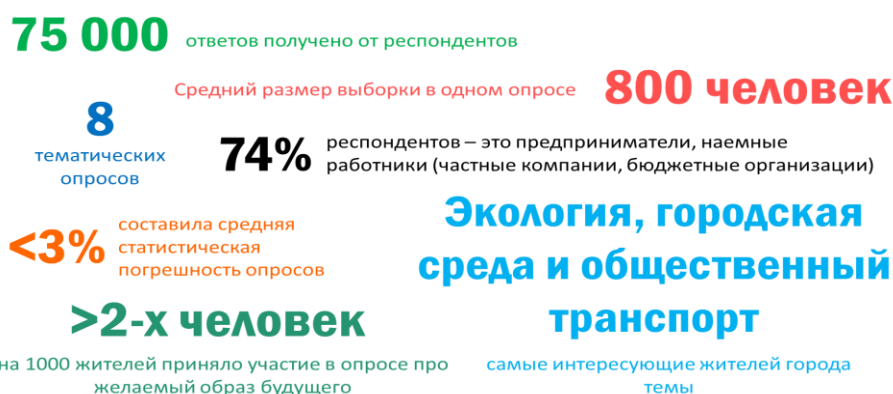 75 000 ответов получено от респондентов
Средний размер выборки в одном опросе 800 человек
8
тематических
опросов
74%
респондентов – это предприниматели, наемные
работники (частные компании, бюджетные организации)
<3%
составила средняя
статистическая
погрешность опросов
Экология, городская
среда и общественный
транспорт
самые интересующие жителей города
темы
>2-х человек
на 1000 жителей приняло участие в опросе про
желаемый образ будущего